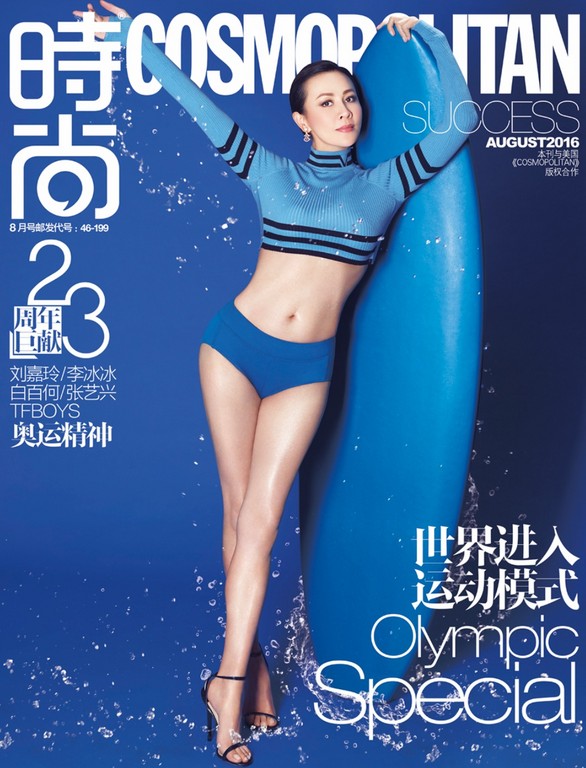 時尚
COSMOPOLITAN
SUCCESS
AUGUST2016
本刊与美国
《COSMOPOLITAN》
版权合作
8月号邮发代号：46-199
23
周年
巨献
刘嘉玲/李冰冰
白百何/张艺兴
TFBOYS
奥运精神
世界进入
运动模式
Olympic
Special